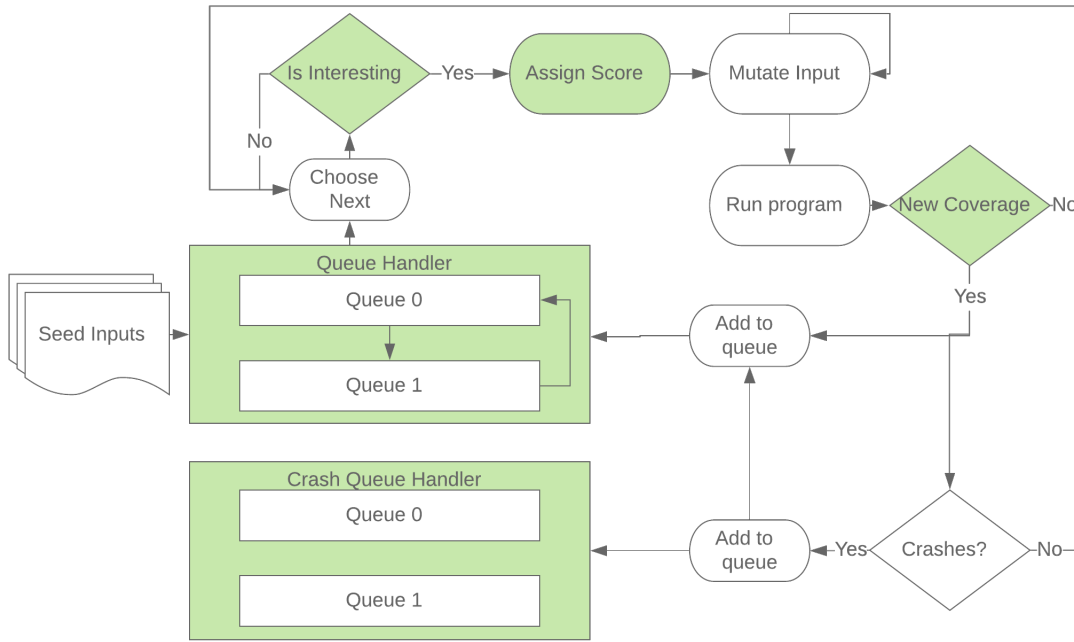 Is Interesting
Yes
Assign Score
Mutate Input
No
Choose
Next
Run program
New Coverage
No
Queue Handler
Queue 0
Queue 1
Seed Inputs
Yes
Add to
queue
Crash Queue Handler
Queue 0
Queue 1
Add to
queue
Yes
Crashes?
No